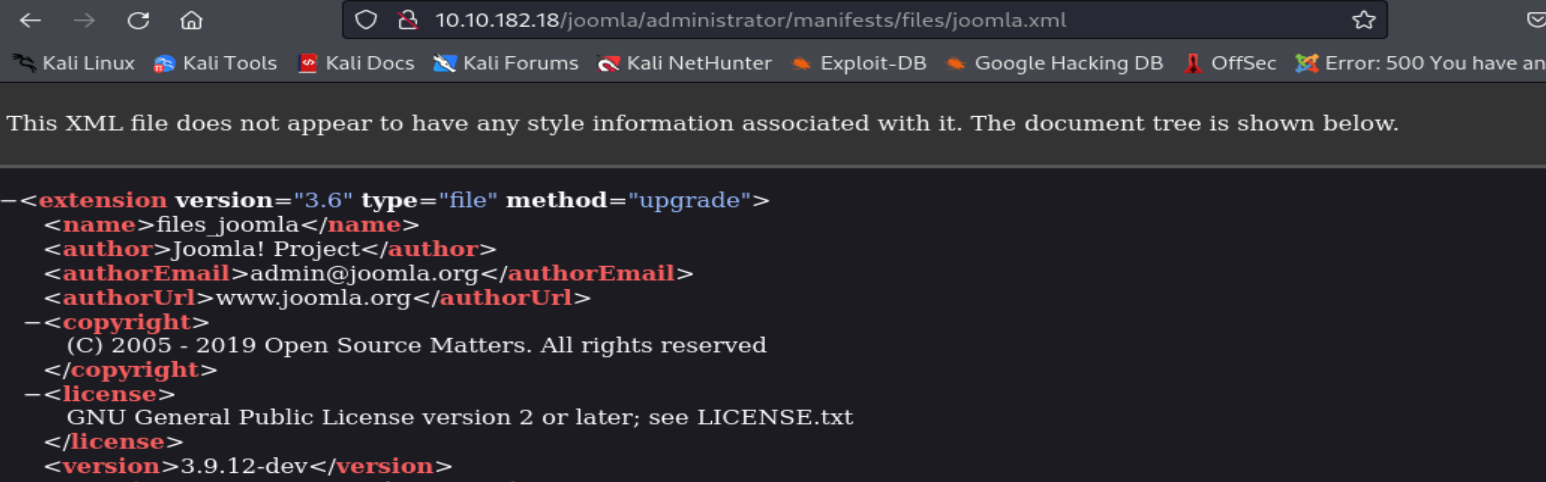 10.10.182.18/joomla/administrator/manifests/files/joomla.xml
Kali Linux Kali Tools Kali Docs Kali Forums Kali NetHunter Exploit-DB Google Hacking DB OffSec Error: 500 You have an
This XML file does not appear to have any style information associated with it. The document tree is shown below.
−<extension version="3.6" type="file" method="upgrade">
<name>files_joomla</name>
<author>Joomla! Project</author>
<authorEmail>admin@joomla.org</authorEmail>
<authorUrl>www.joomla.org</authorUrl>
−<copyright>
(C) 2005 - 2019 Open Source Matters. All rights reserved
</copyright>
−<license>
GNU General Public License version 2 or later; see LICENSE.txt
</license>
<version>3.9.12-dev</version>